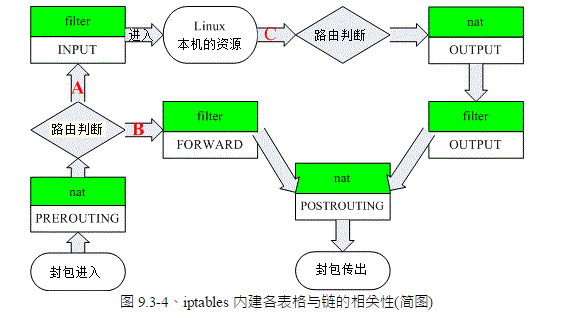 filter
INPUT
进入
Linux
本机的资源
C
路由判断
nat
OUTPUT
A
路由判断
B
filter
FORWARD
filter
OUTPUT
nat
PREROUTING
nat
POSTROUTING
封包进入
封包传出
图 9.3-4、iptables 内建各表格与链的相关性(简图)